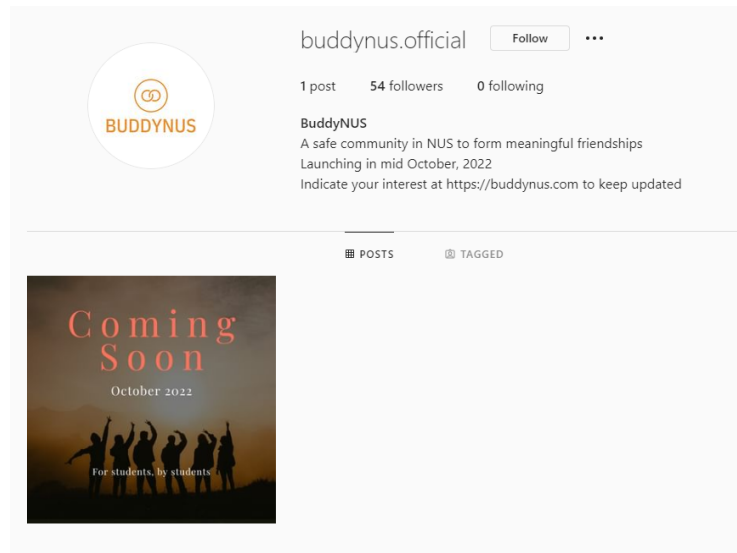 buddynus.official Follow
1 post 54 followers 0 following
BUDDYNUS
BuddyNUS
A safe community in NUS to form meaningful friendships
Launching in mid October, 2022
Indicate your interest at https://buddynus.com to keep updated
POSTS TAGGED
Coming
Soon
October 2022
For students, by students